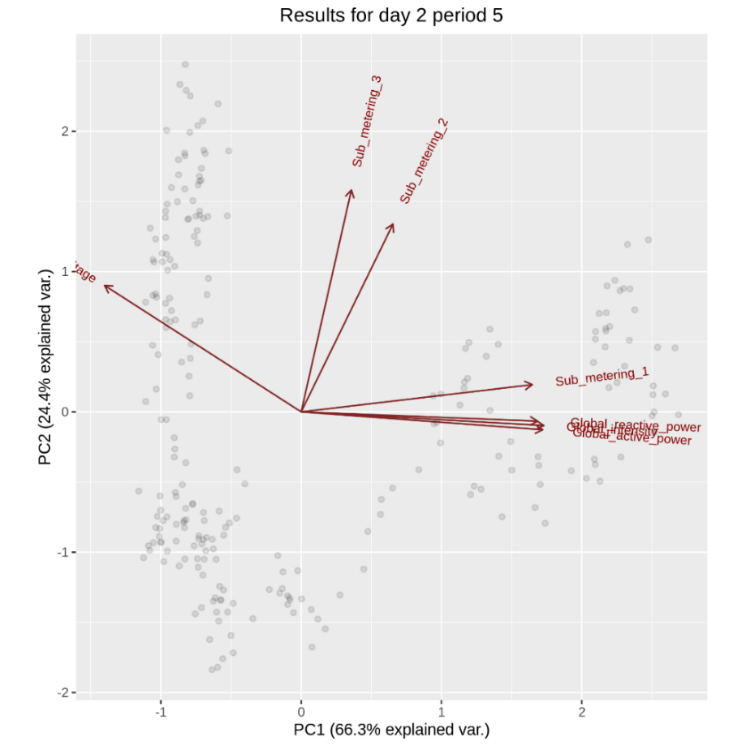 Results for day 2 period 5
Sub_metering_3
Sub_metering_2
Sub_metering_1
Global_reactive_power
Global_intensity
Global_active_power
2
1
0
-1
-2
PC2 (24.4% explained var.)
-1
0
1
2
PC1 (66.3% explained var.)